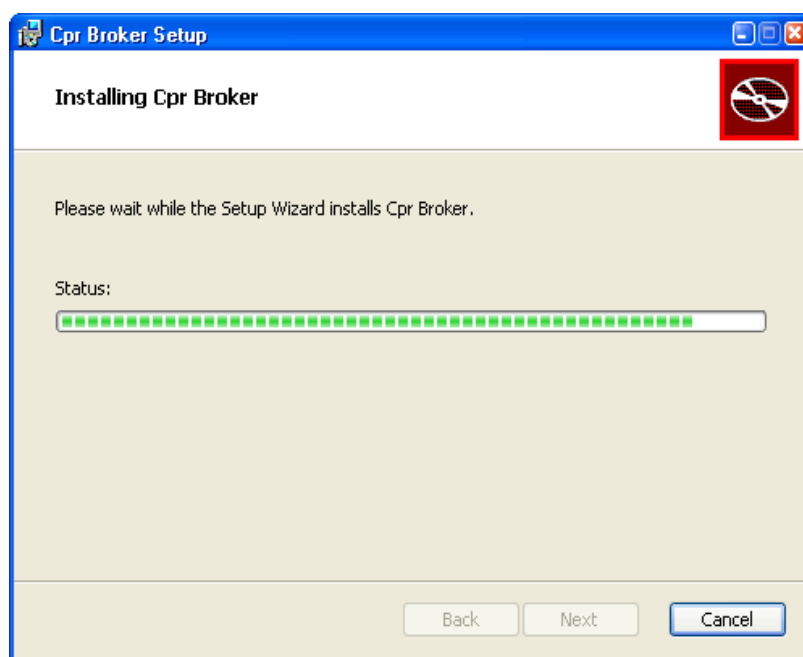 Cpr Broker Setup
Installing Cpr Broker
Please wait while the Setup Wizard installs Cpr Broker.
Status:
Back Next Cancel